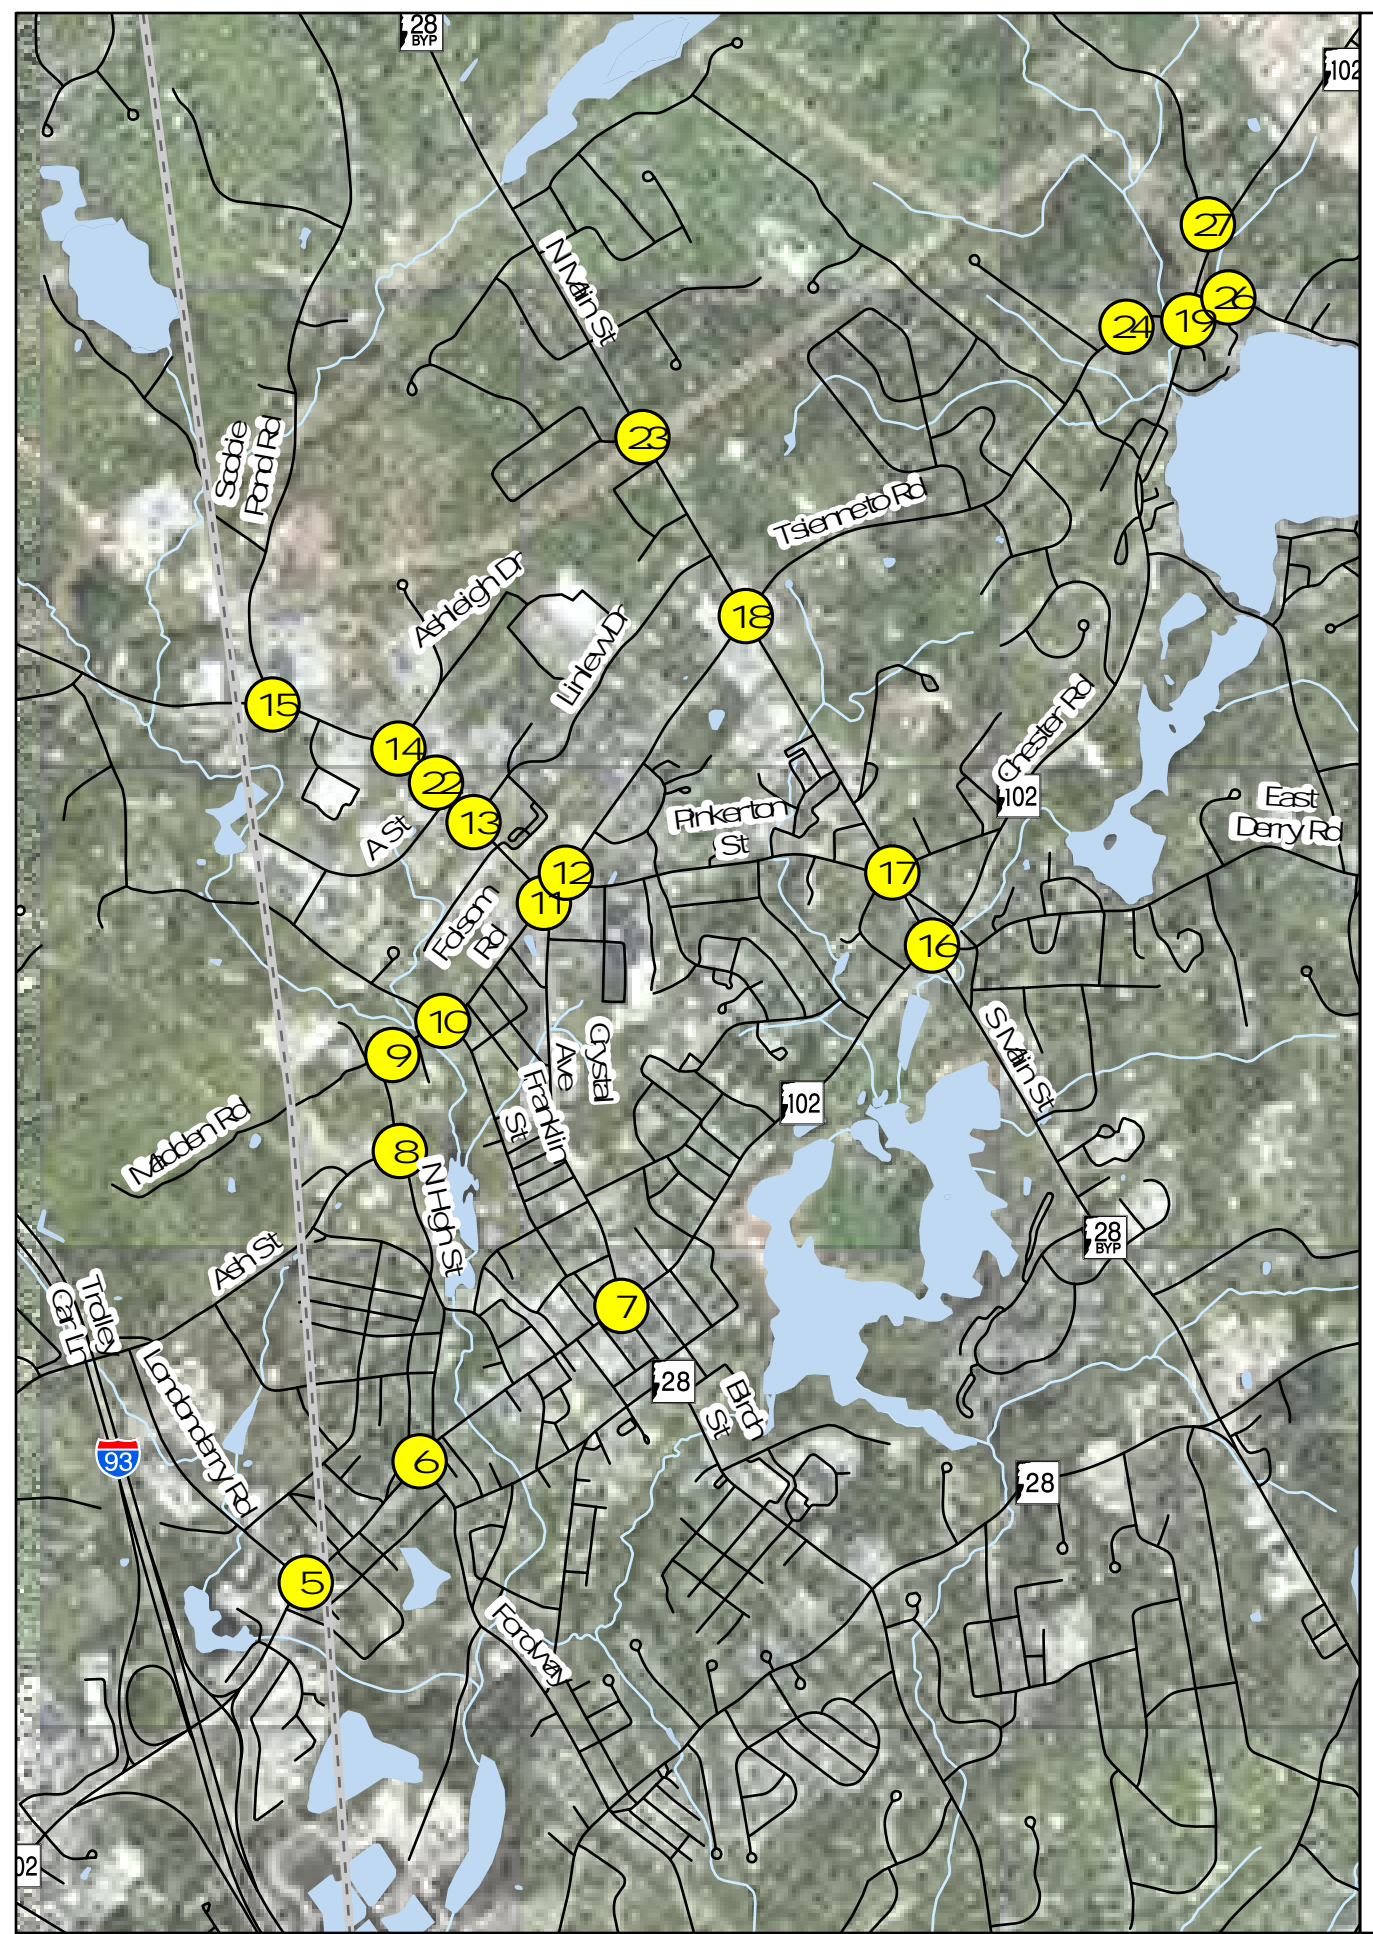 28
BYP
102
27
26
19
24
N Main St
23
Scobie
Pond Rd
Tsienneto Rd
Ashleigh Dr
18
Linlew Dr
15
14
22
Chester Rd
102
13
A St
Pinkerton
St
East
Derry Rd
12
17
11
Folsom
Rd
16
10
S Main St
9
Crystal
Ave
Franklin
St
102
Madden Rd
8
N High St
28
BYP
Ash St
Trolley
Car Ln
7
Londonderry Rd
28
Birch
St
93
6
28
5
Fordway
02